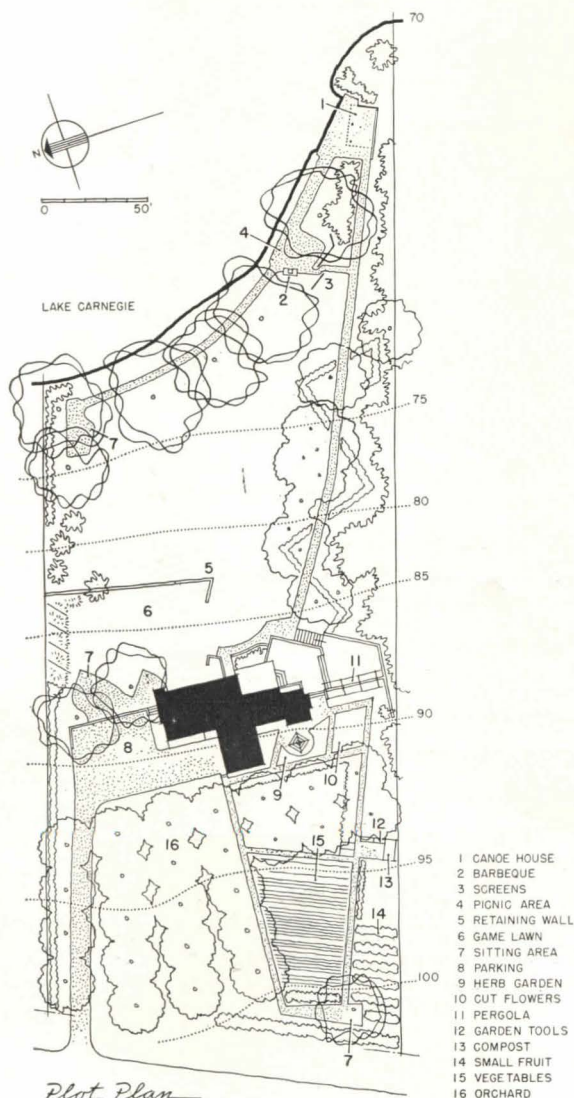 70
1
N
0 50'
4
2
3
LAKE CARNEGIE
7
75
80
5
85
6
7
11
90
8
9
10
12
16
15
95
13
14
100
7
1 CANOE HOUSE
2 BARBEQUE
3 SCREENS
4 PICNIC AREA
5 RETAINING WALL
6 GAME LAWN
7 SITTING AREA
8 PARKING
9 HERB GARDEN
10 CUT FLOWERS
11 PERGOLA
12 GARDEN TOOLS
13 COMPOST
14 SMALL FRUIT
15 VEGETABLES
16 ORCHARD
Plot Plan